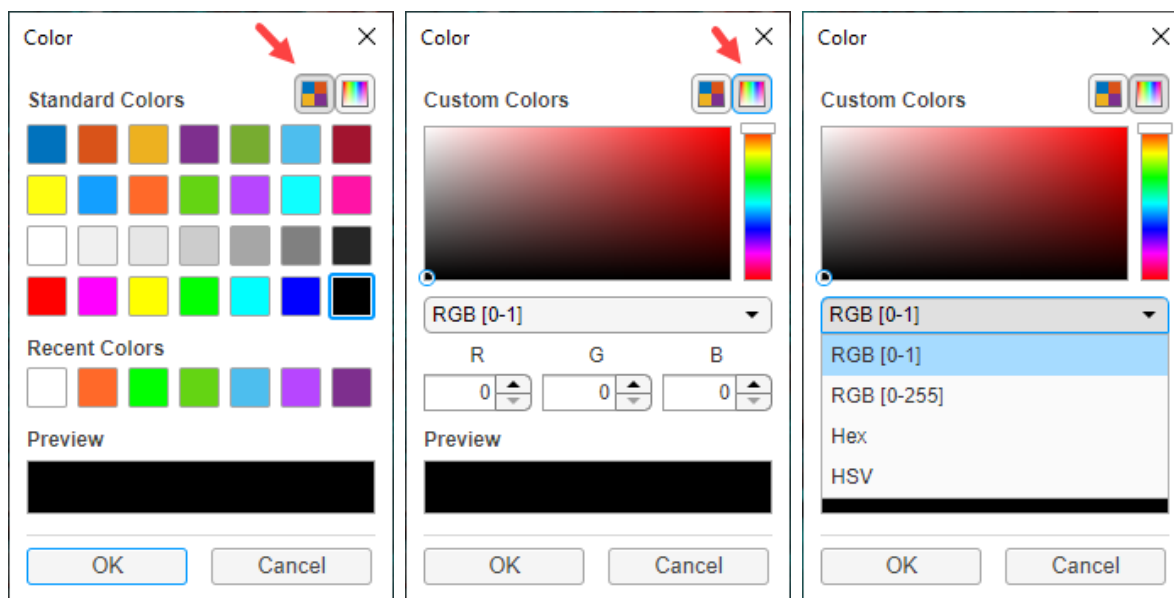 Color
Standard Colors
Recent Colors
Preview
OK
Cancel
Color
Custom Colors
RGB [0-1]
R G B
0 0 0
Preview
OK
Cancel
Color
Custom Colors
RGB [0-1]
RGB [0-1]
RGB [0-255]
Hex
HSV
OK
Cancel